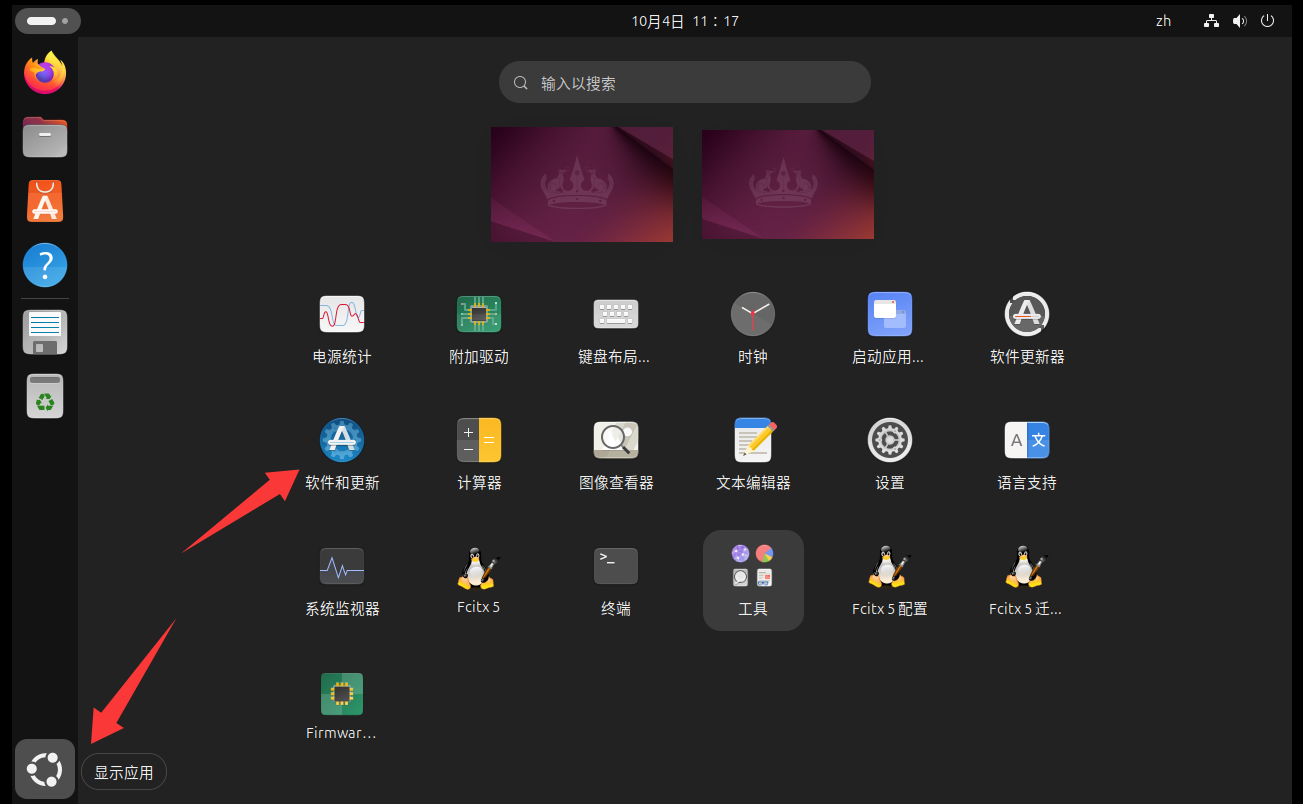 10月4日 11：17
zh
输入以搜索
电源统计
附加驱动
键盘布局...
时钟
启动应用...
软件更新器
软件和更新
计算器
图像查看器
文本编辑器
设置
语言支持
系统监视器
Fcitx 5
终端
工具
Fcitx 5 配置
Fcitx 5 迁...
Firmwar...
显示应用